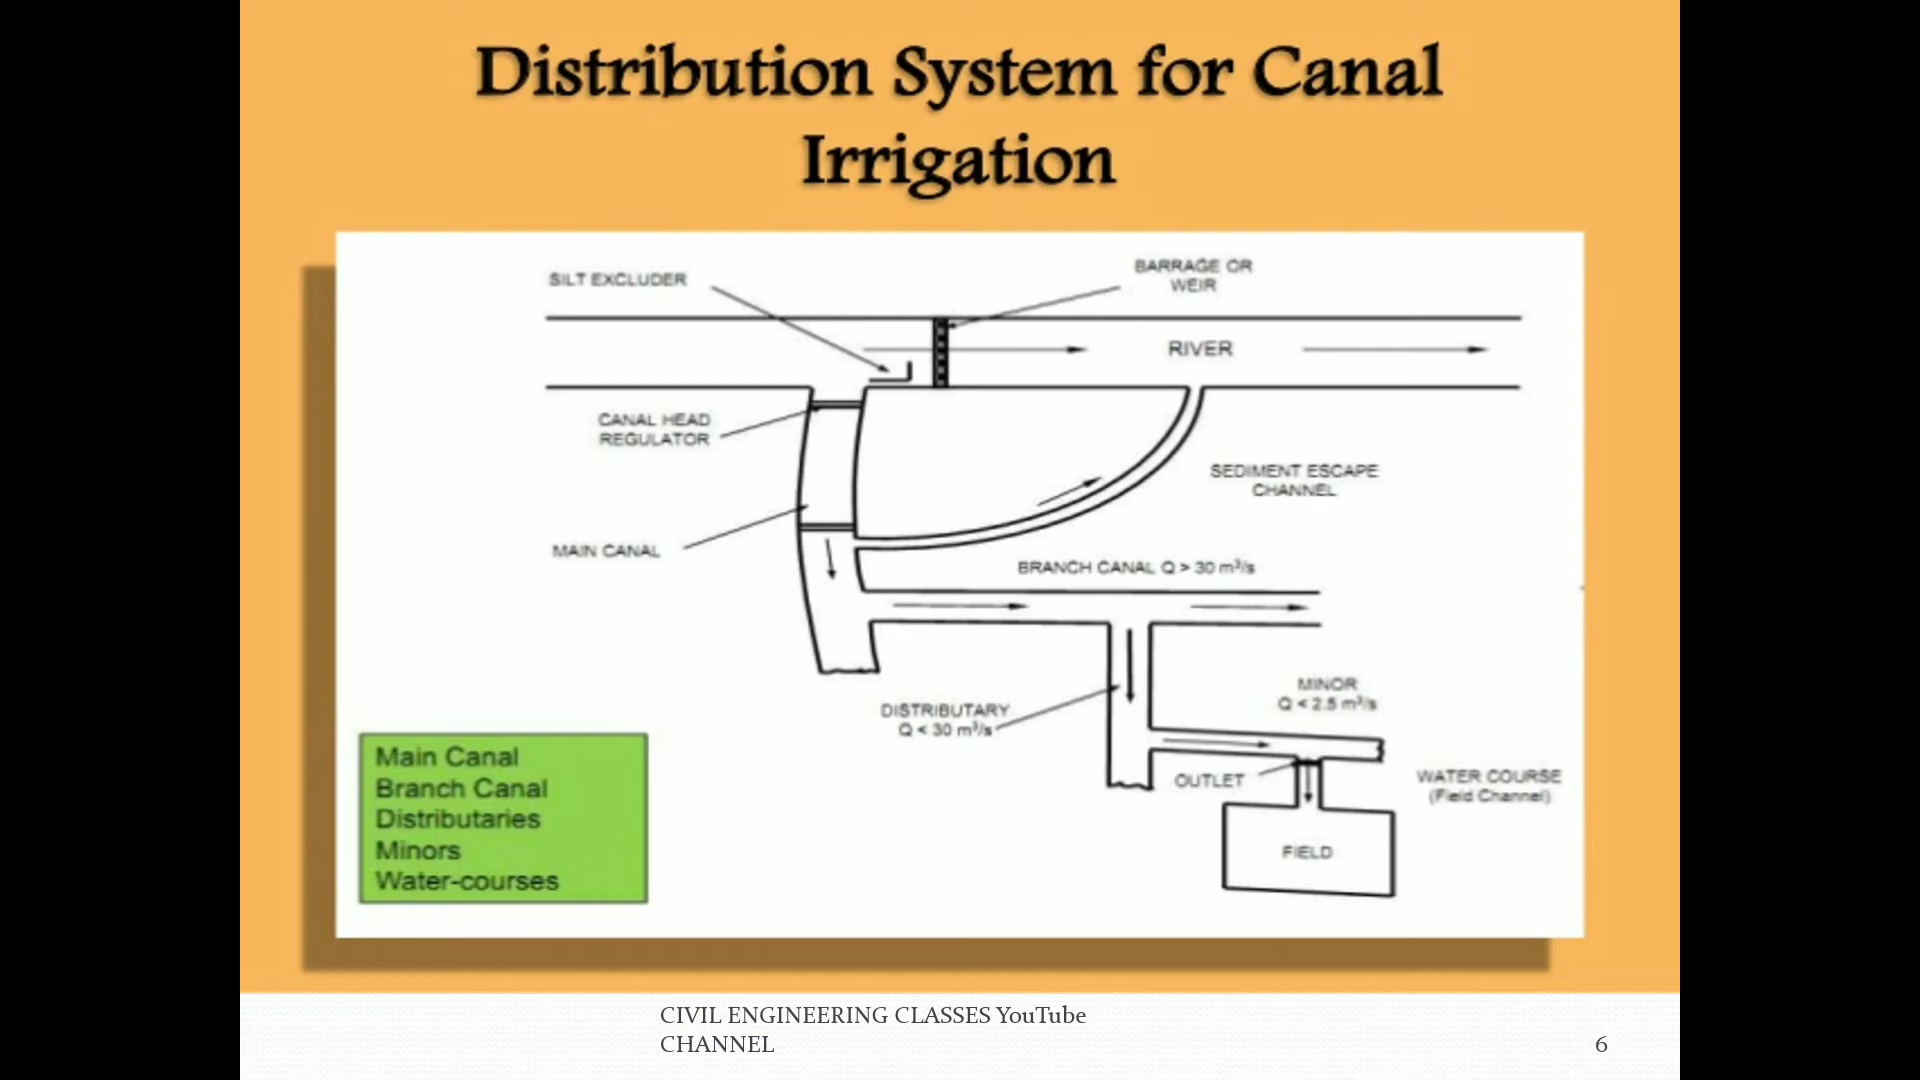 Distribution System for Canal
Irrigation
SILT EXCLUDER
BARRAGE OR
WEIR
RIVER
CANAL HEAD
REGULATOR
SEDIMENT ESCAPE
CHANNEL
MAIN CANAL
BRANCH CANAL Q > 30 m³/s
MINOR
Q < 2.5 m³/s
DISTRIBUTARY
Q < 30 m³/s
OUTLET
WATER COURSE
(Field Channel)
FIELD
Main Canal
Branch Canal
Distributaries
Minors
Water-courses
CIVIL ENGINEERING CLASSES YouTube
CHANNEL
6